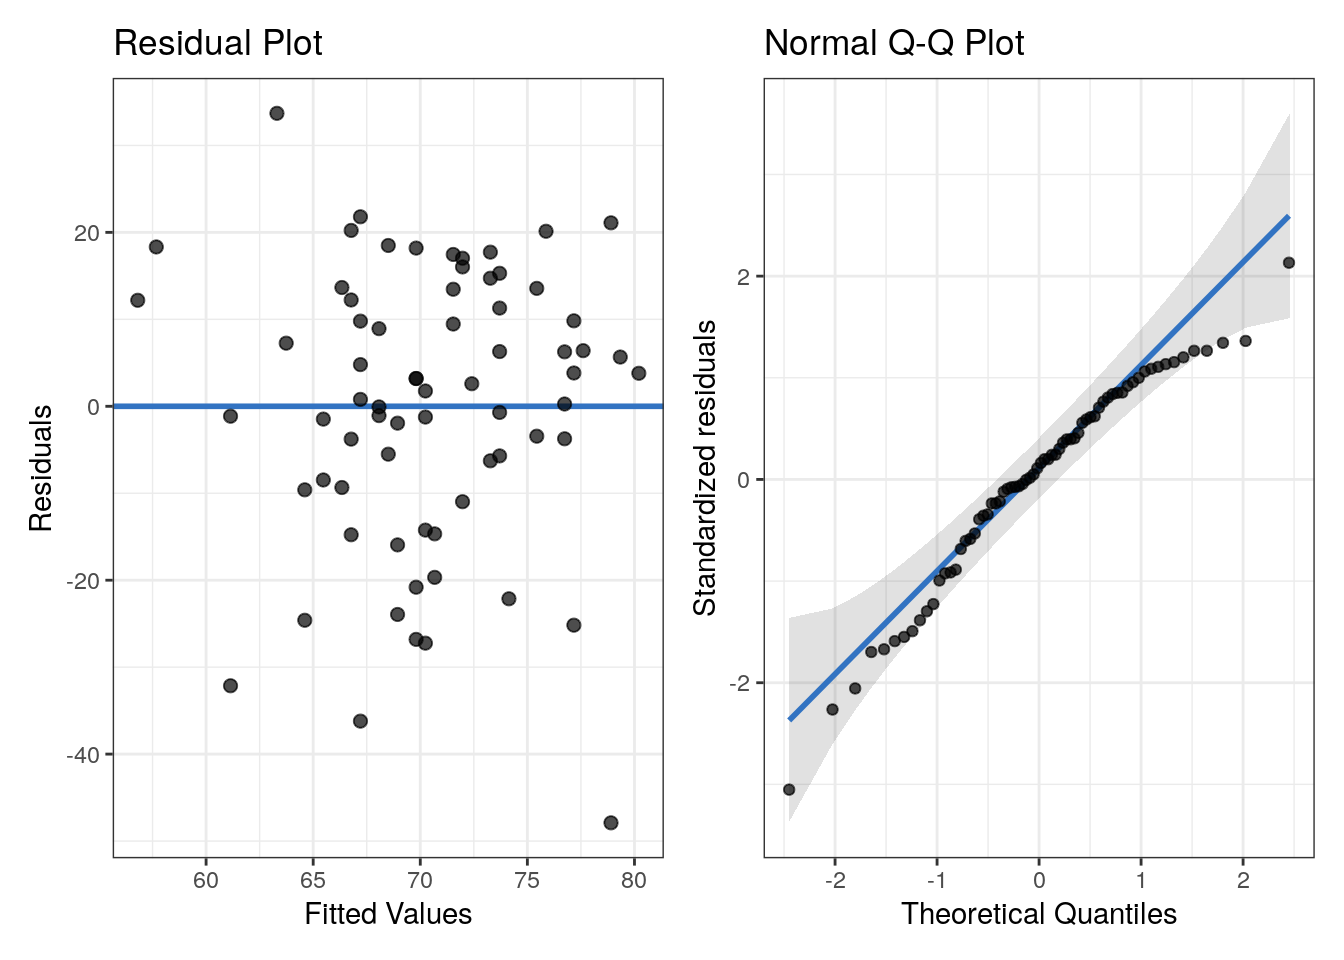 Residual Plot
Residuals
20
0
-20
-40
60 65 70 75 80
Fitted Values
Normal Q-Q Plot
Standardized residuals
2
0
-2
-2 -1 0 1 2
Theoretical Quantiles